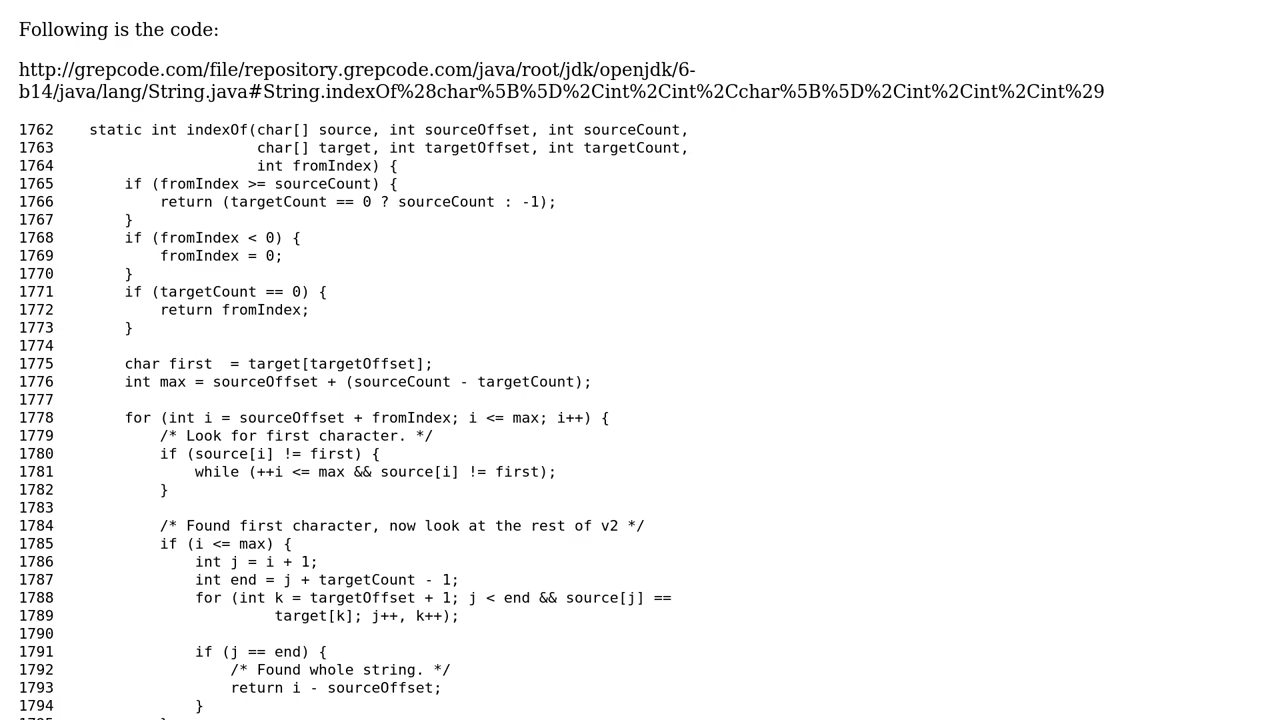 Following is the code:
http://grepcode.com/file/repository.grepcode.com/java/root/jdk/openjdk/6-
b14/java/lang/String.java#String.indexOf%28char%5B%5D%2Cint%2Cint%2Cchar%5B%5D%2Cint%2Cint%2Cint%29
1762    static int indexOf(char[] source, int sourceOffset, int sourceCount,
1763                       char[] target, int targetOffset, int targetCount,
1764                       int fromIndex) {
1765        if (fromIndex >= sourceCount) {
1766            return (targetCount == 0 ? sourceCount : -1);
1767        }
1768        if (fromIndex < 0) {
1769            fromIndex = 0;
1770        }
1771        if (targetCount == 0) {
1772            return fromIndex;
1773        }
1774
1775        char first  = target[targetOffset];
1776        int max = sourceOffset + (sourceCount - targetCount);
1777
1778        for (int i = sourceOffset + fromIndex; i <= max; i++) {
1779            /* Look for first character. */
1780            if (source[i] != first) {
1781                while (++i <= max && source[i] != first);
1782            }
1783
1784            /* Found first character, now look at the rest of v2 */
1785            if (i <= max) {
1786                int j = i + 1;
1787                int end = j + targetCount - 1;
1788                for (int k = targetOffset + 1; j < end && source[j] ==
1789                         target[k]; j++, k++);
1790
1791                if (j == end) {
1792                    /* Found whole string. */
1793                    return i - sourceOffset;
1794                }